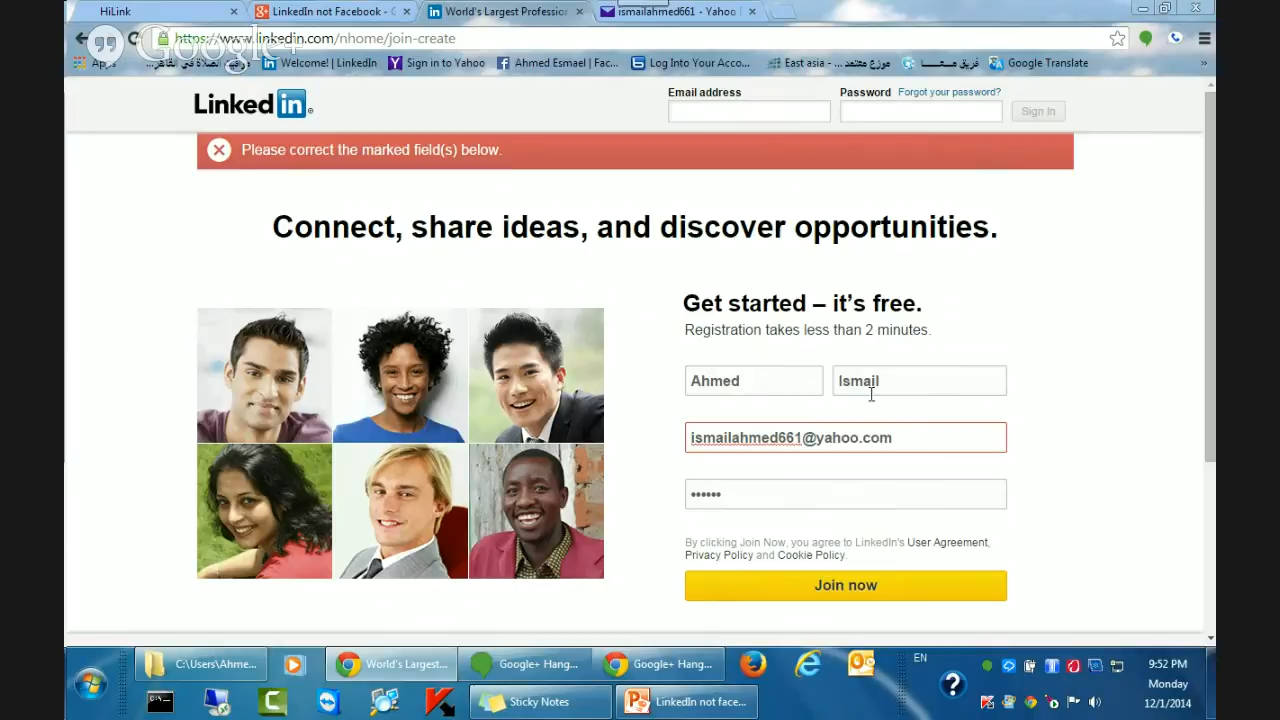 HiLink
LinkedIn not Facebook - G
World's Largest Professio
ismailahmed661 - Yahoo
Google+
https://www.linkedin.com/nhome/join-create
Apps
Welcome! | LinkedIn
Sign in to Yahoo
Ahmed Esmael | Fac...
Log Into Your Acco...
East asia - موزع معتمد...
Google Translate
»
Linked in
Email address
Password
Forgot your password?
Sign In
Please correct the marked field(s) below.
Connect, share ideas, and discover opportunities.
Get started – it's free.
Registration takes less than 2 minutes.
Ahmed
Ismail
ismailahmed661@yahoo.com
••••••
By clicking Join Now, you agree to LinkedIn's User Agreement,
Privacy Policy and Cookie Policy.
Join now
C:\Users\Ahme...
World's Largest...
Google+ Hang...
Google+ Hang...
EN
9:52 PM
Monday
12/1/2014
Sticky Notes
LinkedIn not face...